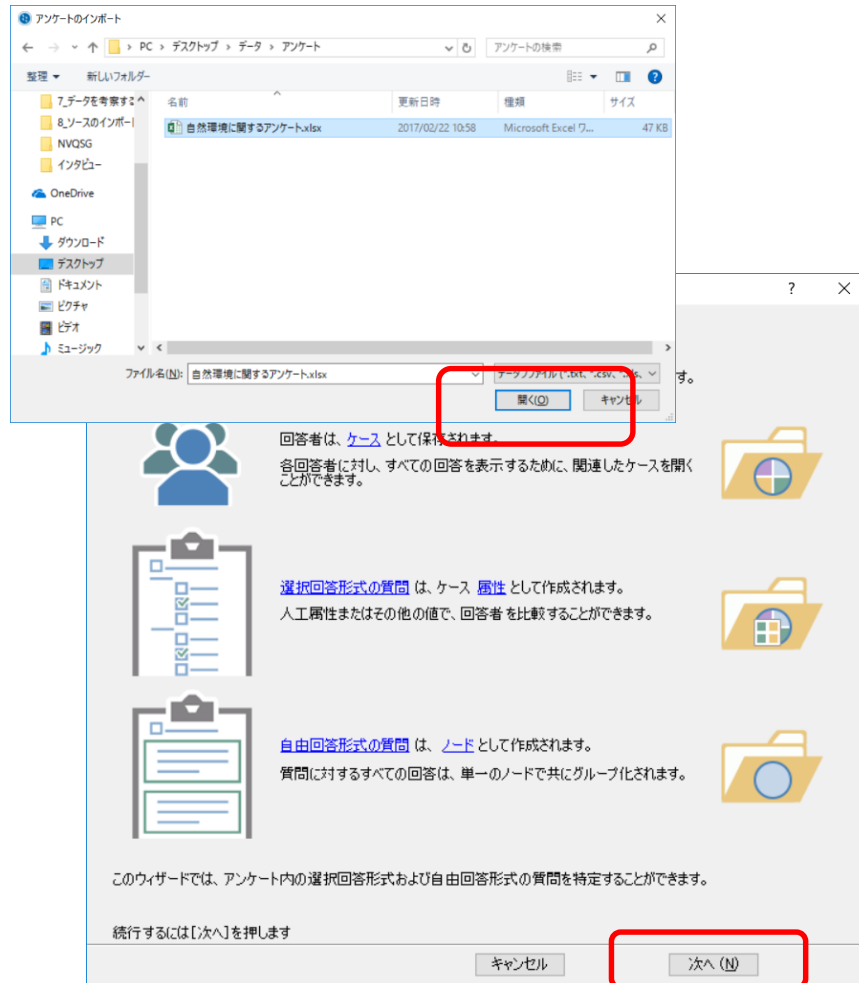 アンケートのインポート
PC › デスクトップ › データ › アンケート
アンケートの検索
整理 新しいフォルダー
名前 更新日時 種類 サイズ
自然環境に関するアンケート.xlsx 2017/02/22 10:58 Microsoft Excel ワ... 47 KB
7_データを考察する
8_ソースのインポート
NVQSG
インタビュー
OneDrive
PC
ダウンロード
デスクトップ
ドキュメント
ピクチャ
ビデオ
ミュージック
ファイル名(N): 自然環境に関するアンケート.xlsx
開く(O) キャンセル
す。
回答者は、ケース として保存されます。
各回答者に対し、すべての回答を表示するために、関連したケースを開く
ことができます。
選択回答形式の質問 は、ケース 属性 として作成されます。
人工属性またはその他の値で、回答者 を比較することができます。
自由回答形式の質問 は、ノード として作成されます。
質問に対するすべての回答は、単一のノードで共にグループ化されます。
このウィザードでは、アンケート内の選択回答形式および自由回答形式の質問を特定することができます。
続行するには[次へ]を押します
キャンセル 次へ (N)